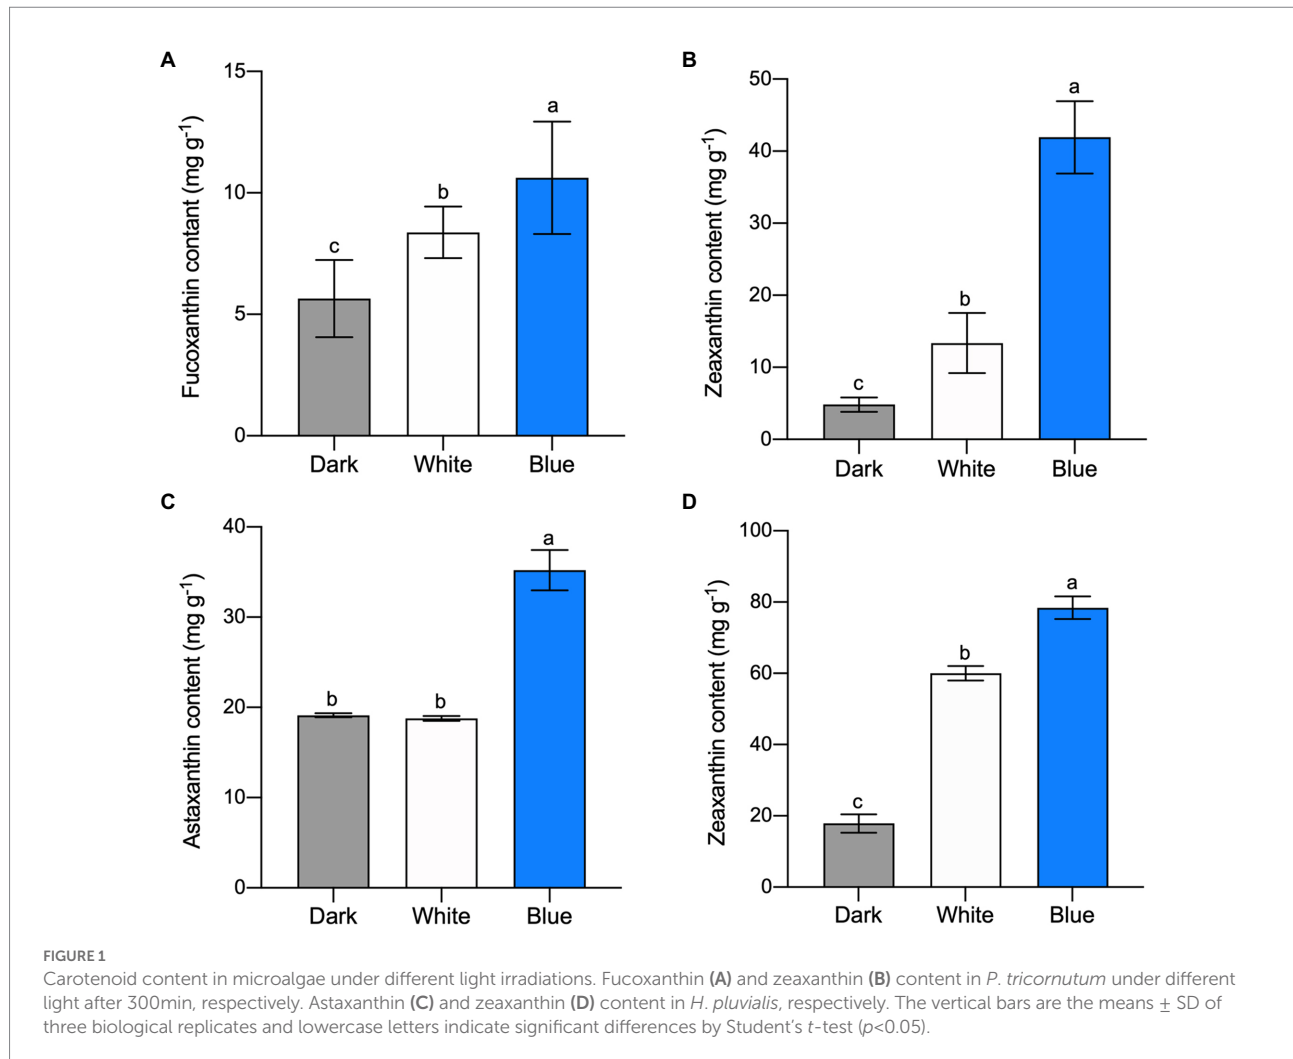 A
Fucoxanthin contant (mg g⁻¹)
15
10
5
0
c
b
a
Dark White Blue
B
Zeaxanthin content (mg g⁻¹)
50
40
30
20
10
0
c
b
a
Dark White Blue
C
Astaxanthin content (mg g⁻¹)
40
30
20
10
0
b
b
a
Dark White Blue
D
Zeaxanthin content (mg g⁻¹)
100
80
60
40
20
0
c
b
a
Dark White Blue
FIGURE 1
Carotenoid content in microalgae under different light irradiations. Fucoxanthin (A) and zeaxanthin (B) content in P. tricornutum under different
light after 300min, respectively. Astaxanthin (C) and zeaxanthin (D) content in H. pluvialis, respectively. The vertical bars are the means ± SD of
three biological replicates and lowercase letters indicate significant differences by Student's t-test (p<0.05).